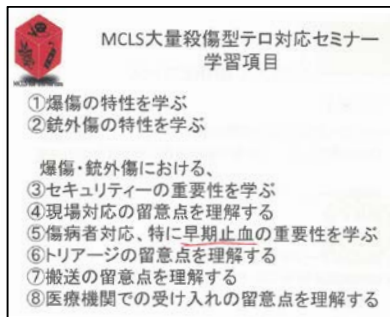 MCLS大量殺傷型テロ対応セミナー
学習項目
①爆傷の特性を学ぶ
②銃外傷の特性を学ぶ
爆傷・銃外傷における、
③セキュリティーの重要性を学ぶ
④現場対応の留意点を理解する
⑤傷病者対応、特に早期止血の重要性を学ぶ
⑥トリアージの留意点を理解する
⑦搬送の留意点を理解する
⑧医療機関での受け入れの留意点を理解する